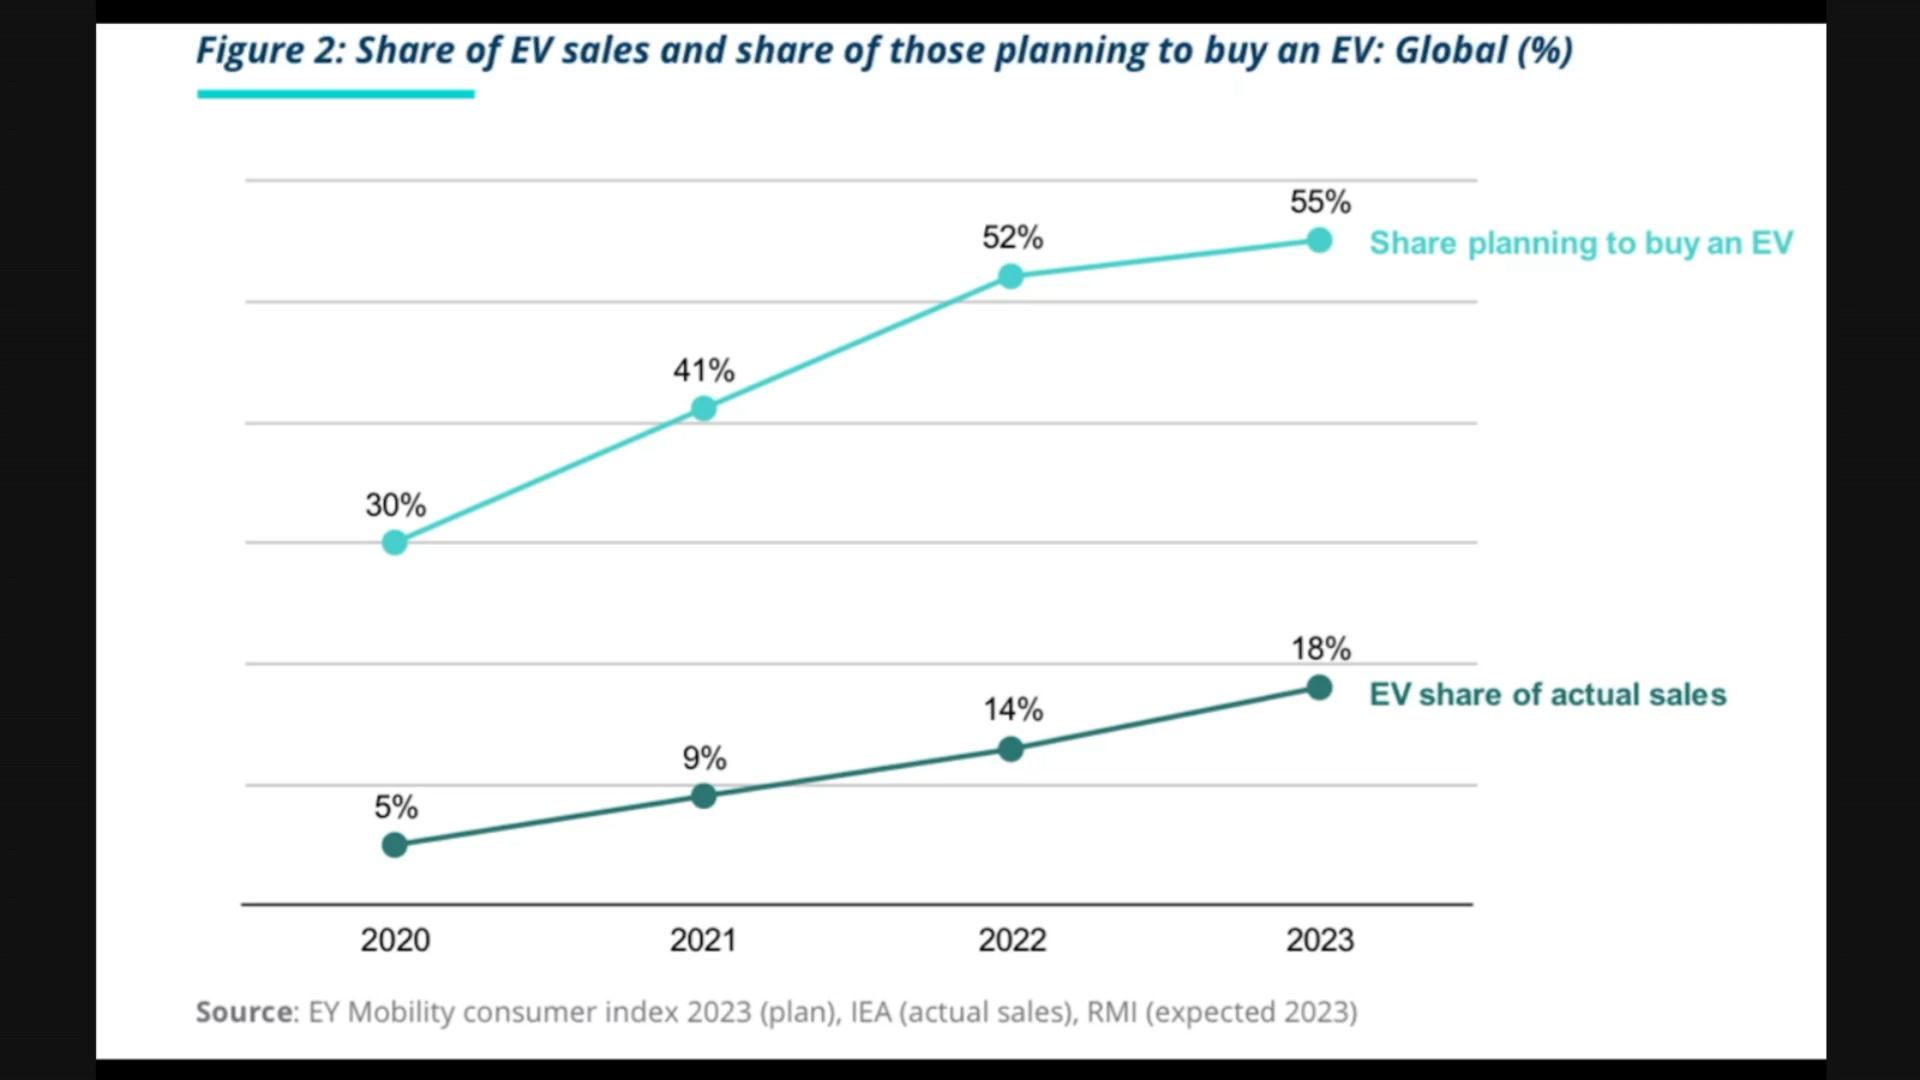 Figure 2: Share of EV sales and share of those planning to buy an EV: Global (%)
55%
52%
Share planning to buy an EV
41%
30%
18%
EV share of actual sales
14%
9%
5%
2020 2021 2022 2023
Source: EY Mobility consumer index 2023 (plan), IEA (actual sales), RMI (expected 2023)